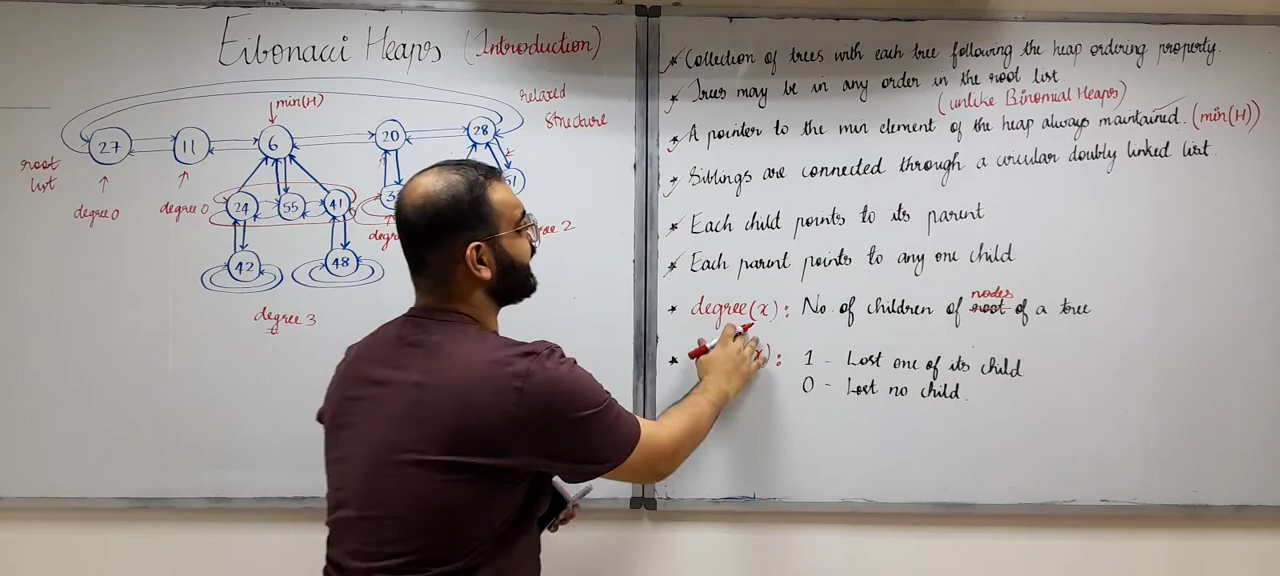 Fibonacci Heaps (Introduction)
min(H)
relaxed
structure
27 11 6 20 28
root
list
degree 0
degree 0
24 55 41
degree
ree 2
42 48
degree 3
Collection of trees with each tree following the heap ordering property.
Trees may be in any order in the root list
(unlike Binomial Heaps)
A pointer to the min element of the heap always maintained. (min(H))
Siblings are connected through a circular doubly linked list.
Each child points to its parent
Each parent points to any one child
nodes
degree(x): No of children of root of a tree
x): 1 - Lost one of its child
0 - Lost no child.